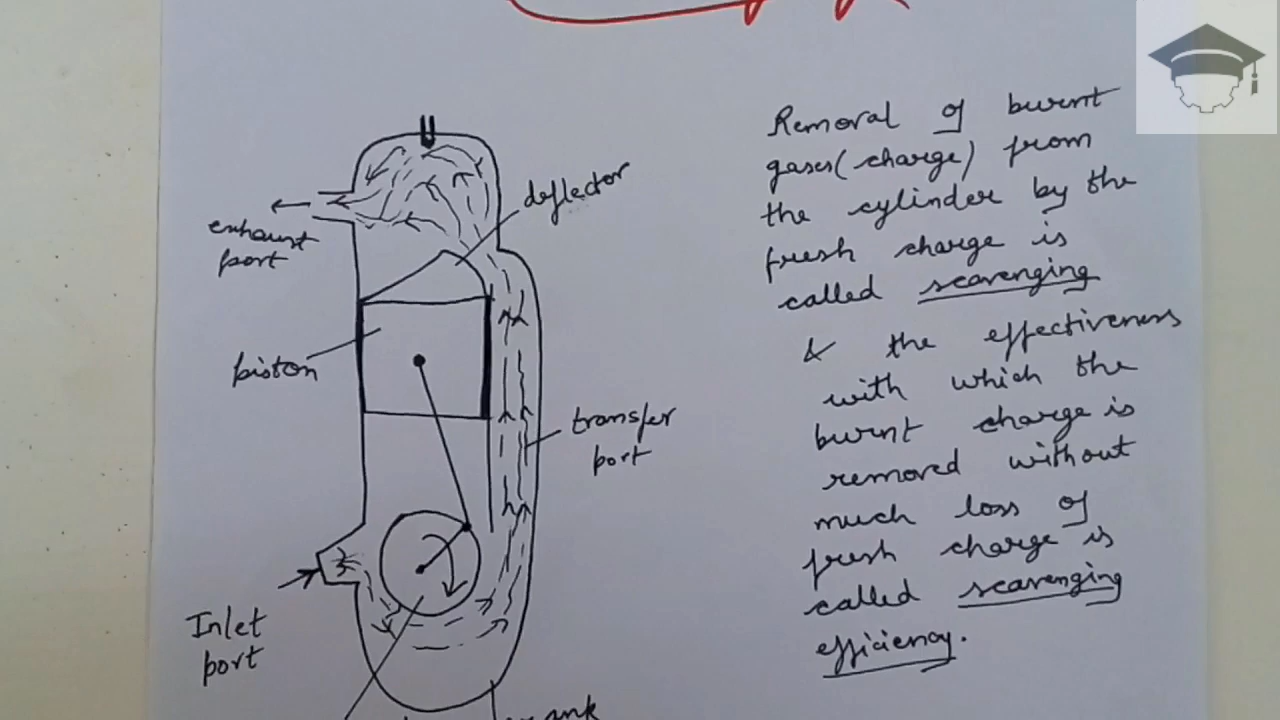 deflector
exhaust
port
piston
transfer
port
Inlet
port
Removal of burnt
gases (charge) from
the cylinder by the
fresh charge is
called scavenging
& the effectiveness
with which the
burnt charge is
removed without
much loss of
fresh charge is
called scavenging
efficiency.